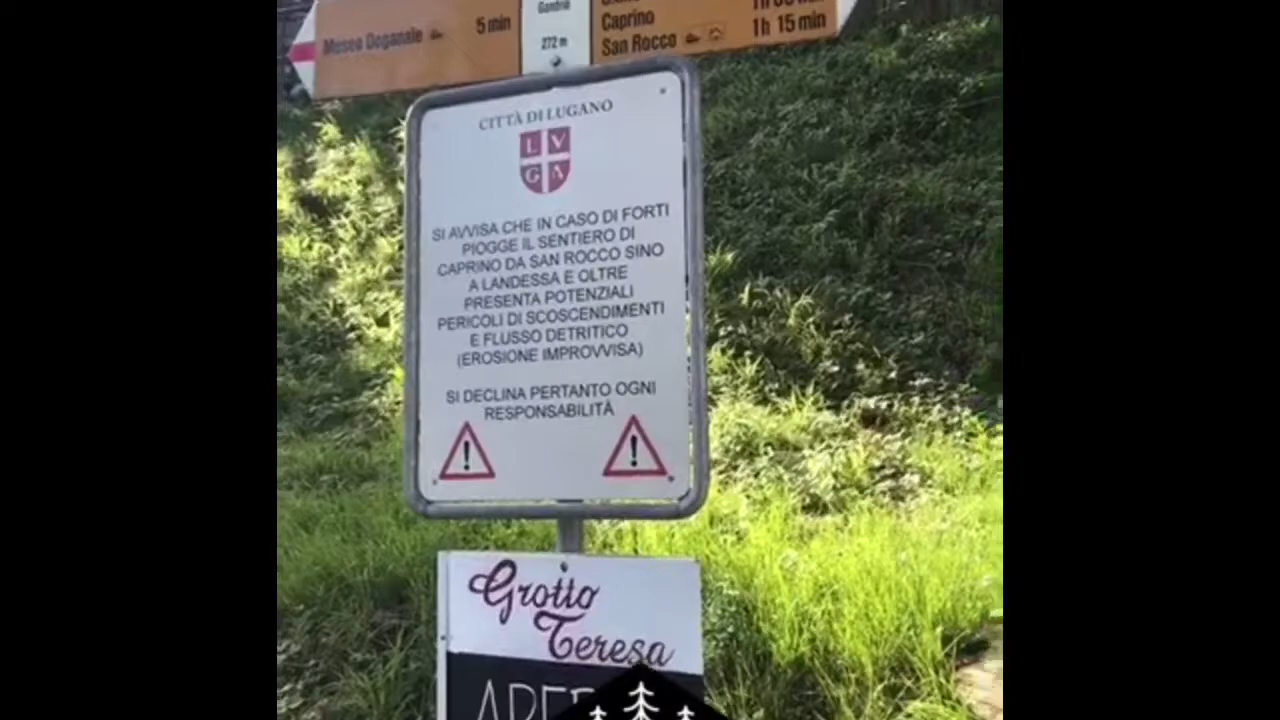 Museo Doganale 5 min
Gandria
272 m
Caprino
San Rocco 1h 15 min
CITTÀ DI LUGANO
L V
G A
SI AVVISA CHE IN CASO DI FORTI
PIOGGE IL SENTIERO DI
CAPRINO DA SAN ROCCO SINO
A LANDESSA E OLTRE
PRESENTA POTENZIALI
PERICOLI DI SCOSCENDIMENTI
E FLUSSO DETRITICO
(EROSIONE IMPROVVISA)
SI DECLINA PERTANTO OGNI
RESPONSABILITÀ
! !
Grotto
Teresa